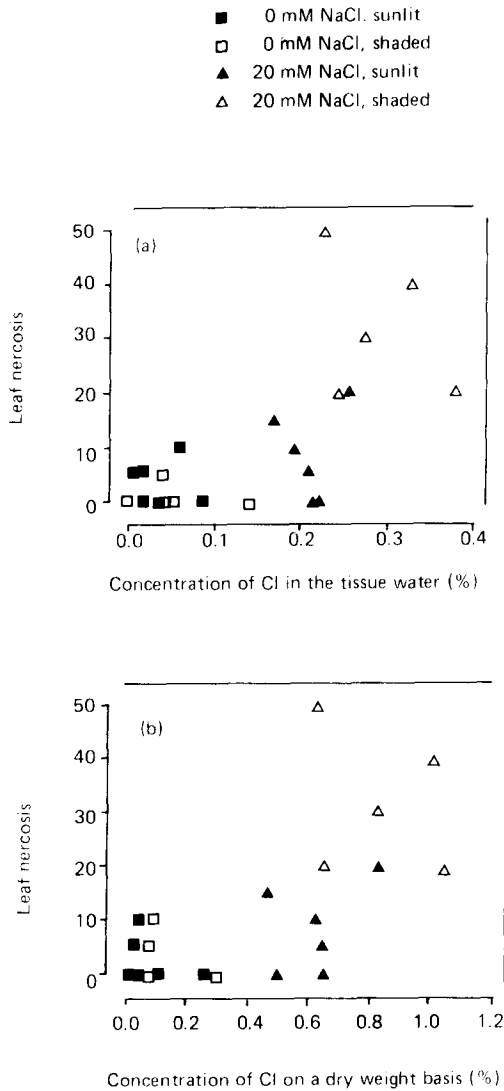 0 mM NaCl. sunlit
0 mM NaCl, shaded
20 mM NaCl, sunlit
20 mM NaCl, shaded
(a)
50
40
30
20
10
0
Leaf nercosis
0.0 0.1 0.2 0.3 0.4
Concentration of Cl in the tissue water (%)
(b)
50
40
30
20
10
0
Leaf nercosis
0.0 0.2 0.4 0.6 0.8 1.0 1.2
Concentration of Cl on a dry weight basis (%)